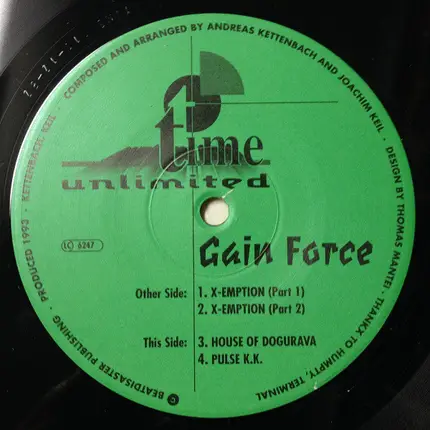 COMPOSED AND ARRANGED BY ANDREAS KETTENBACH AND JOACHIM KEIL · DESIGN BY THOMAS MANTEI · THANKX TO HUMPTY, TERMINAL
time
unlimited
Gain Force
LC 6247
Other Side: 1. X-EMPTION (Part 1)
2. X-EMPTION (Part 2)
This Side: 3. HOUSE OF DOGURAVA
4. PULSE K.K.
© BEATDISASTER PUBLISHING · PRODUCED 1993 · KETTENBACH, KEIL